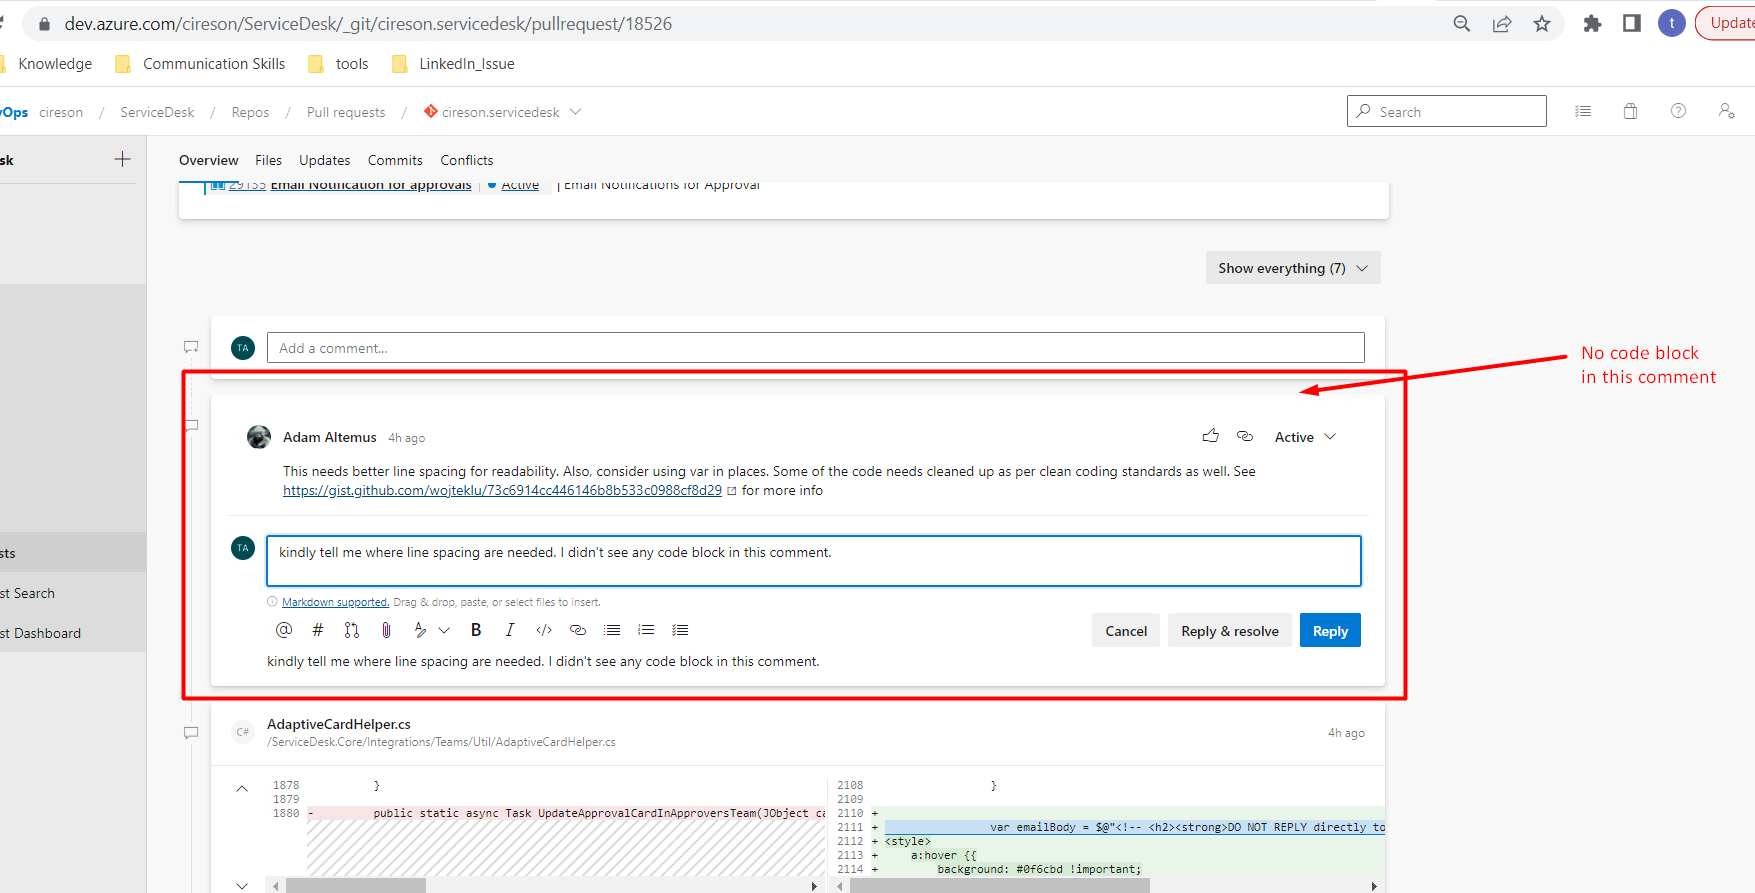 dev.azure.com/cireson/ServiceDesk/_git/cireson.servicedesk/pullrequest/18526
t
Update
Knowledge
Communication Skills
tools
LinkedIn_Issue
vOps
cireson
/
ServiceDesk
/
Repos
/
Pull requests
/
cireson.servicedesk
Search
sk
Overview
Files
Updates
Commits
Conflicts
29135 Email Notification for approvals
Active
Email Notifications for Approval
Show everything (7)
TA
Add a comment...
No code block
in this comment
Adam Altemus 4h ago
Active
This needs better line spacing for readability. Also, consider using var in places. Some of the code needs cleaned up as per clean coding standards as well. See
https://gist.github.com/wojteklu/73c6914cc446146b8b533c0988cf8d29 for more info
TA
kindly tell me where line spacing are needed. I didn't see any code block in this comment.
sts
Markdown supported. Drag & drop, paste, or select files to insert.
st Search
@ # B I </>
Cancel
Reply & resolve
Reply
st Dashboard
kindly tell me where line spacing are needed. I didn't see any code block in this comment.
C#
AdaptiveCardHelper.cs
/ServiceDesk.Core/Integrations/Teams/Util/AdaptiveCardHelper.cs
4h ago
1878 }
1879
1880 - public static async Task UpdateApprovalCardInApproversTeam(JObject ca
2108 }
2109
2110 +
2111 + var emailBody = $@"<!-- <h2><strong>DO NOT REPLY directly to
2112 + <style>
2113 + a:hover {{
2114 + background: #0f6cbd !important;